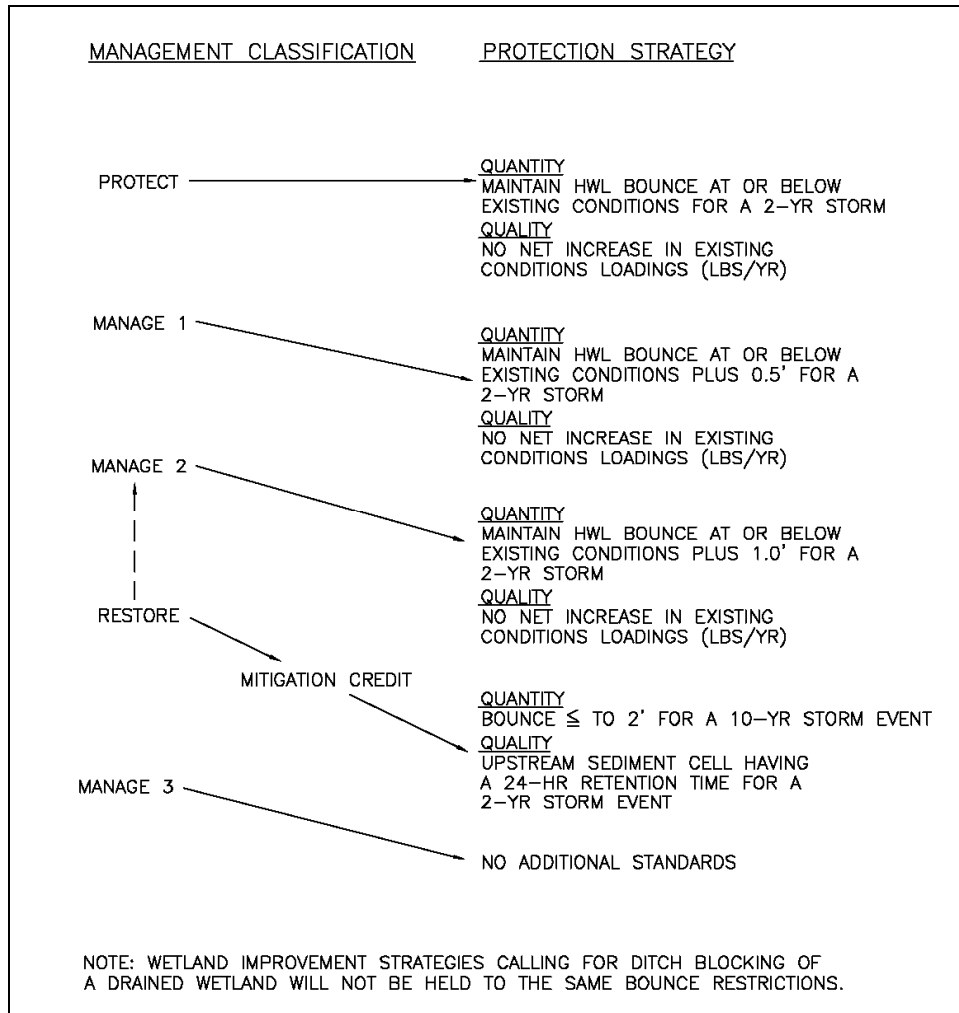 MANAGEMENT CLASSIFICATION PROTECTION STRATEGY
PROTECT
QUANTITY
MAINTAIN HWL BOUNCE AT OR BELOW
EXISTING CONDITIONS FOR A 2-YR STORM
QUALITY
NO NET INCREASE IN EXISTING
CONDITIONS LOADINGS (LBS/YR)
MANAGE 1
QUANTITY
MAINTAIN HWL BOUNCE AT OR BELOW
EXISTING CONDITIONS PLUS 0.5' FOR A
2-YR STORM
QUALITY
NO NET INCREASE IN EXISTING
CONDITIONS LOADINGS (LBS/YR)
MANAGE 2
QUANTITY
MAINTAIN HWL BOUNCE AT OR BELOW
EXISTING CONDITIONS PLUS 1.0' FOR A
2-YR STORM
QUALITY
NO NET INCREASE IN EXISTING
CONDITIONS LOADINGS (LBS/YR)
RESTORE
MITIGATION CREDIT
QUANTITY
BOUNCE ≦ TO 2' FOR A 10-YR STORM EVENT
QUALITY
UPSTREAM SEDIMENT CELL HAVING
A 24-HR RETENTION TIME FOR A
2-YR STORM EVENT
MANAGE 3
NO ADDITIONAL STANDARDS
NOTE: WETLAND IMPROVEMENT STRATEGIES CALLING FOR DITCH BLOCKING OF
A DRAINED WETLAND WILL NOT BE HELD TO THE SAME BOUNCE RESTRICTIONS.